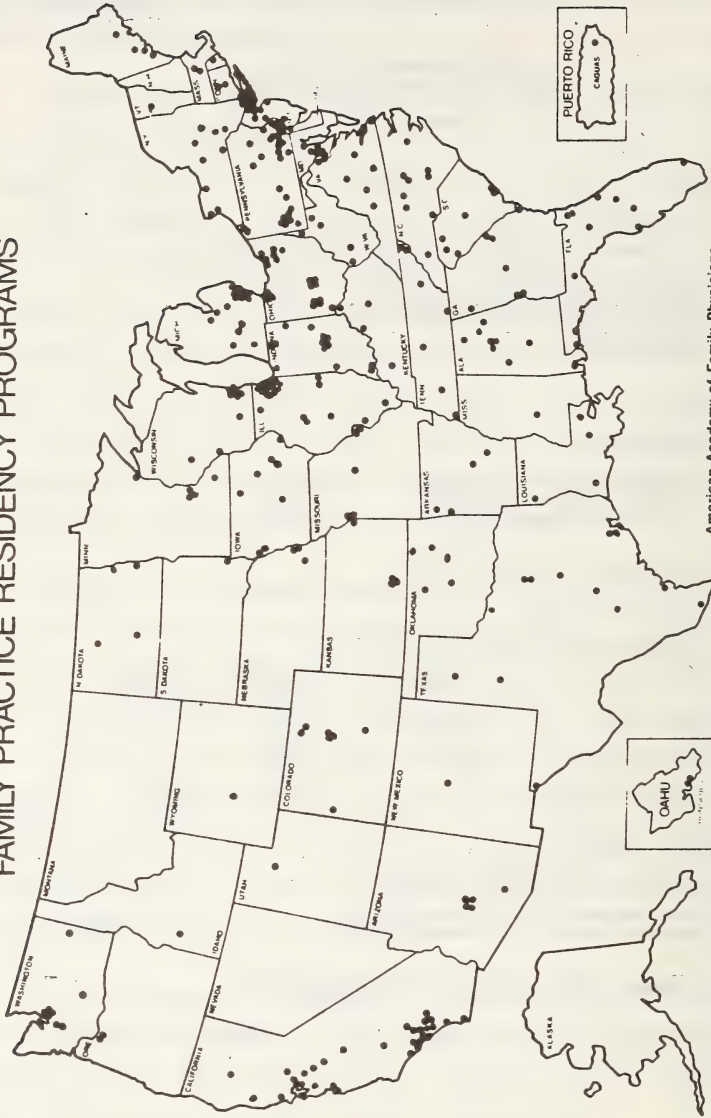 FAMILY PRACTICE RESIDENCY PROGRAMS
WASHINGTON
MONTANA
N DAKOTA
MINN
WISCONSIN
MICH
N Y
VT
N H
MAINE
MASS
CONN
ORE
IDAHO
WYOMING
S DAKOTA
IOWA
ILL
INDIANA
OHIO
PENNSYLVANIA
MD
NEVADA
UTAH
COLORADO
NEBRASKA
KANSAS
MISSOURI
KENTUCKY
W VA
VA
CALIFORNIA
ARIZONA
NEW MEXICO
OKLAHOMA
ARKANSAS
TENN
N C
S C
TEXAS
LOUISIANA
MISS
ALA
GA
FLA
ALASKA
OAHU
PUERTO RICO
CAGUAS
American Academy of Family Physicians